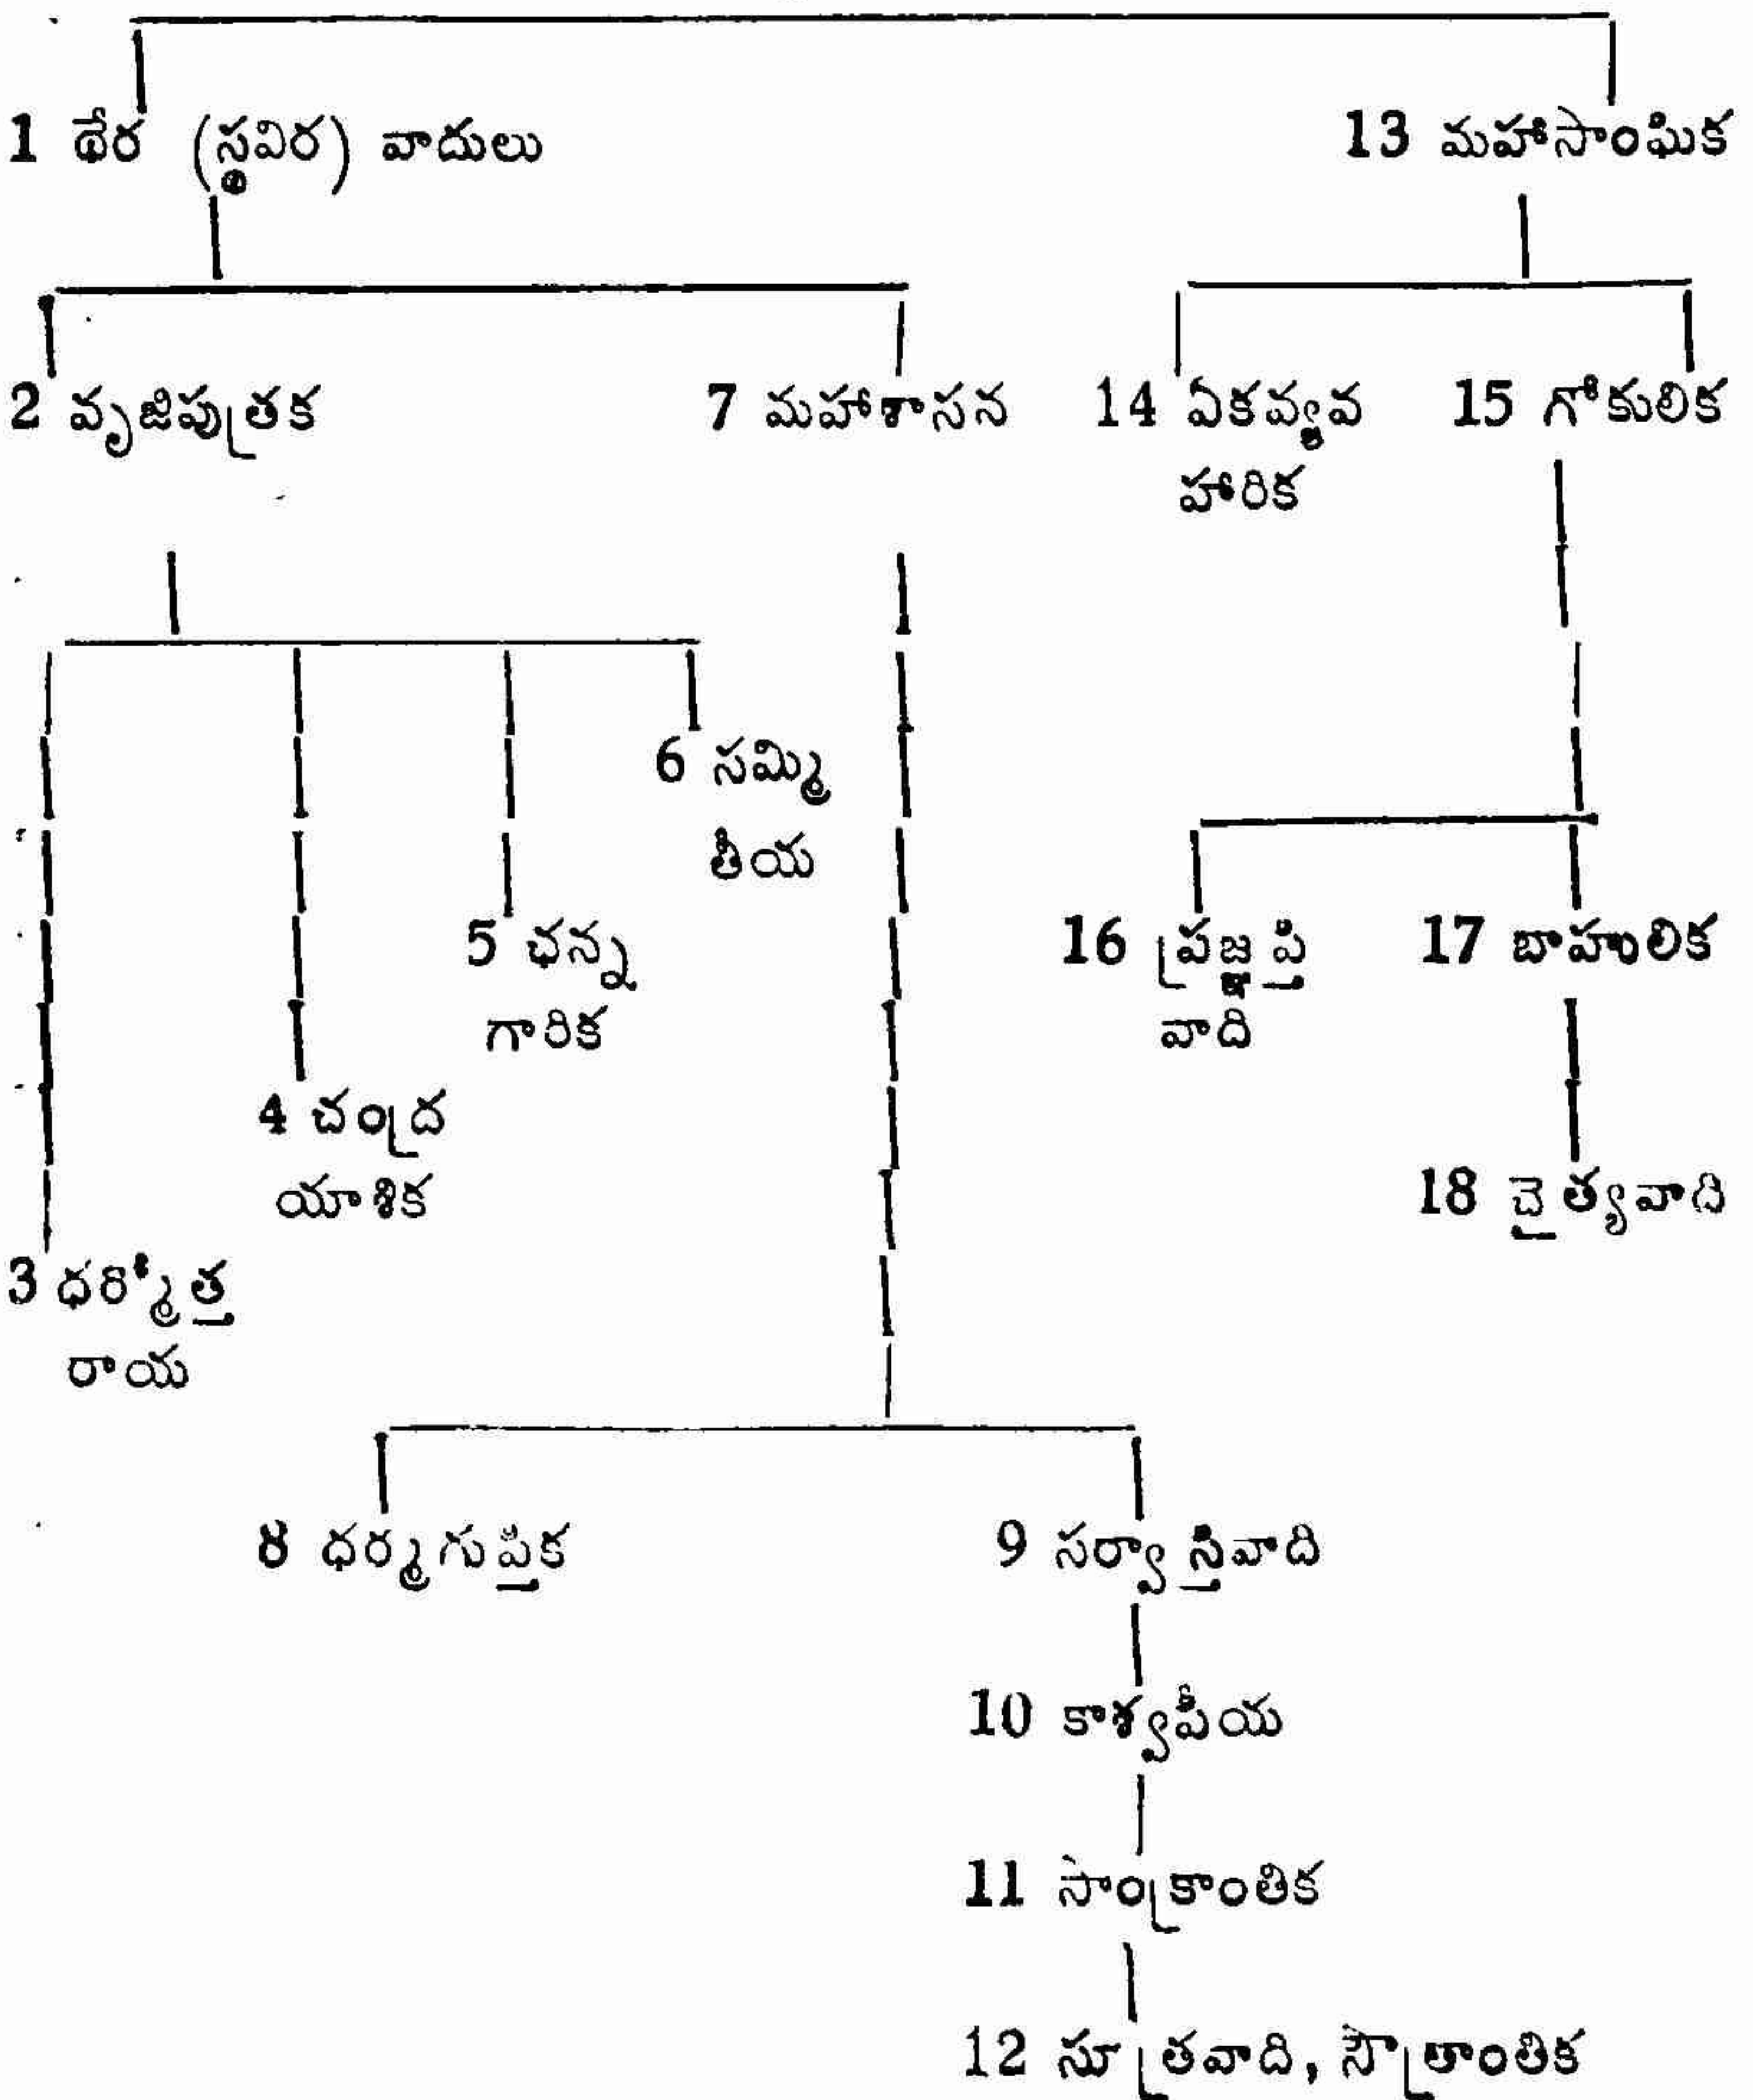 1 థేర (స్థవిర) వాదులు
13 మహాసాంఘిక
2 వృజిపుత్రక
7 మహాశాసన
14 ఏకవ్యవ
హారిక
15 గోకులిక
6 సమ్మి
తీయ
5 ఛన్న
గారిక
16 ప్రజ్ఞప్తి
వాది
17 బాహులిక
4 చంద్ర
యాశిక
18 చైత్యవాది
3 ధర్మోత్త
రాయ
8 ధర్మగుప్తిక
9 సర్వాస్తివాది
10 కాశ్వపీయ
11 సాంక్రాంతిక
12 సూత్రవాది, సౌత్రాంతిక